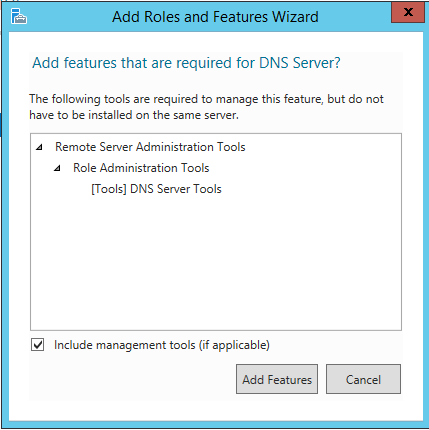 Add Roles and Features Wizard
x
Add features that are required for DNS Server?
The following tools are required to manage this feature, but do not
have to be installed on the same server.
Remote Server Administration Tools
Role Administration Tools
[Tools] DNS Server Tools
Include management tools (if applicable)
Add Features
Cancel